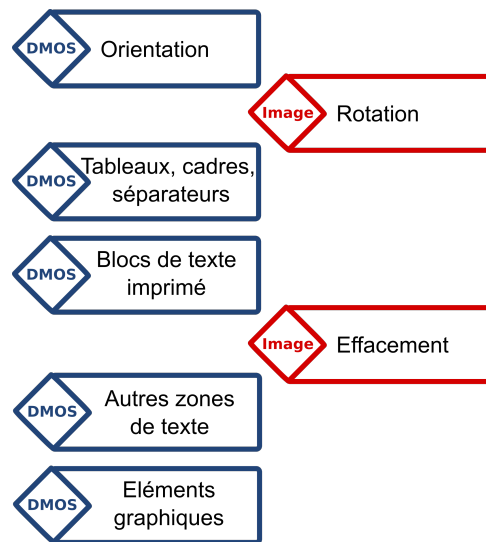 DMOS Orientation
Image Rotation
DMOS Tableaux, cadres,
séparateurs
DMOS Blocs de texte
imprimé
Image Effacement
DMOS Autres zones
de texte
DMOS Eléments
graphiques